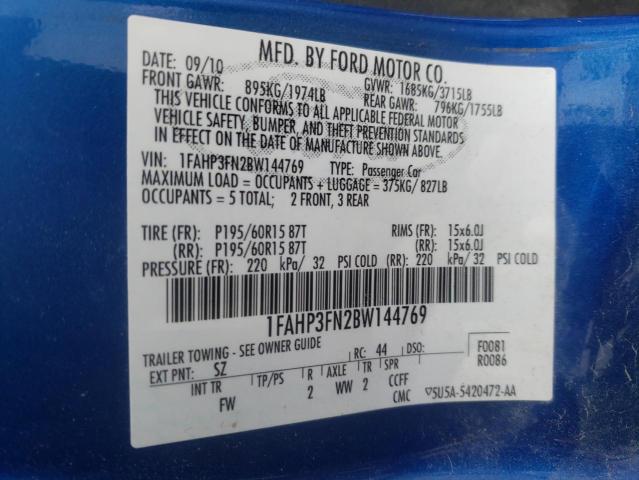 MFD. BY FORD MOTOR CO.
DATE: 09/10 GVWR: 1685KG/3715LB
FRONT GAWR: 895KG/1974LB REAR GAWR: 796KG/1755LB
THIS VEHICLE CONFORMS TO ALL APPLICABLE FEDERAL MOTOR
VEHICLE SAFETY, BUMPER, AND THEFT PREVENTION STANDARDS
IN EFFECT ON THE DATE OF MANUFACTURE SHOWN ABOVE.
VIN: 1FAHP3FN2BW144769 TYPE: Passenger Car
MAXIMUM LOAD = OCCUPANTS + LUGGAGE = 375KG/ 827LB
OCCUPANTS = 5 TOTAL; 2 FRONT, 3 REAR
TIRE (FR): P195/60R15 87T RIMS (FR): 15x6.0J
(RR): P195/60R15 87T (RR): 15x6.0J
PRESSURE (FR): 220 kPa/ 32 PSI COLD (RR): 220 kPa/ 32 PSI COLD
1FAHP3FN2BW144769
TRAILER TOWING - SEE OWNER GUIDE RC: 44 DSO: F0081
EXT PNT: SZ R0086
INT TR TP/PS R AXLE TR SPR
FW 2 WW 2 CCFF
CMC ▽5U5A-5420472-AA